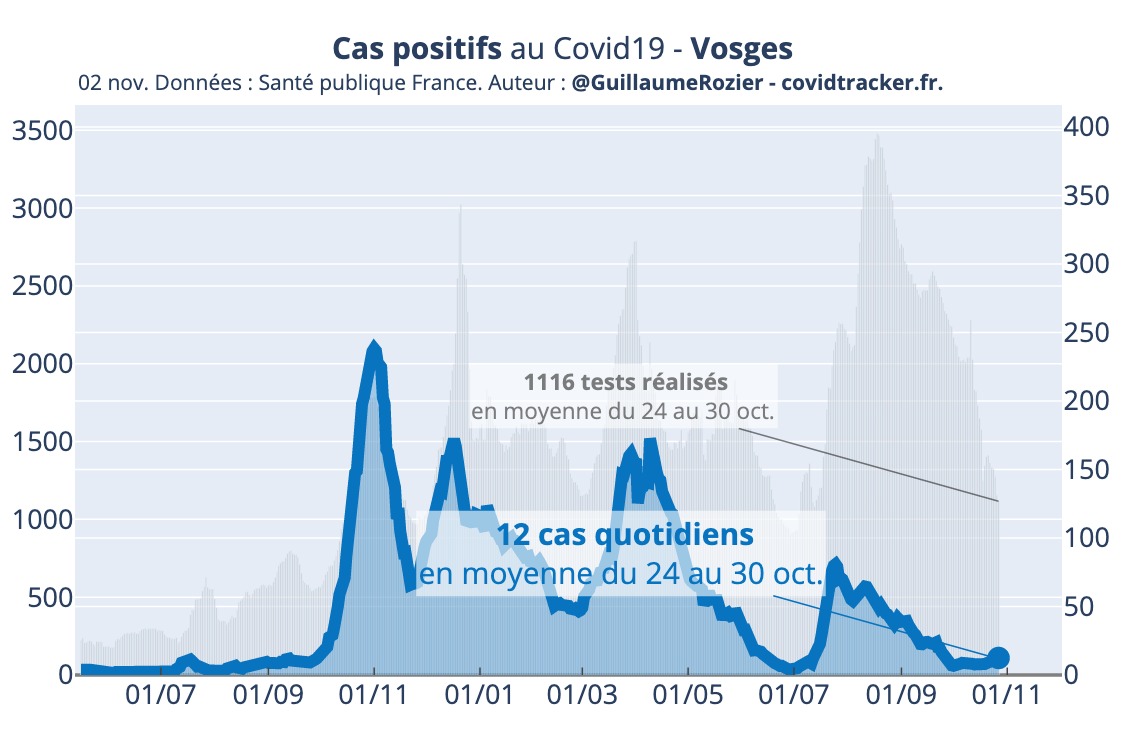 Cas positifs au Covid19 - Vosges
02 nov. Données : Santé publique France. Auteur : @GuillaumeRozier - covidtracker.fr.
3500
3000
2500
2000
1500
1000
500
0
400
350
300
250
200
150
100
50
0
1116 tests réalisés
en moyenne du 24 au 30 oct.
12 cas quotidiens
en moyenne du 24 au 30 oct.
01/07 01/09 01/11 01/01 01/03 01/05 01/07 01/09 01/11